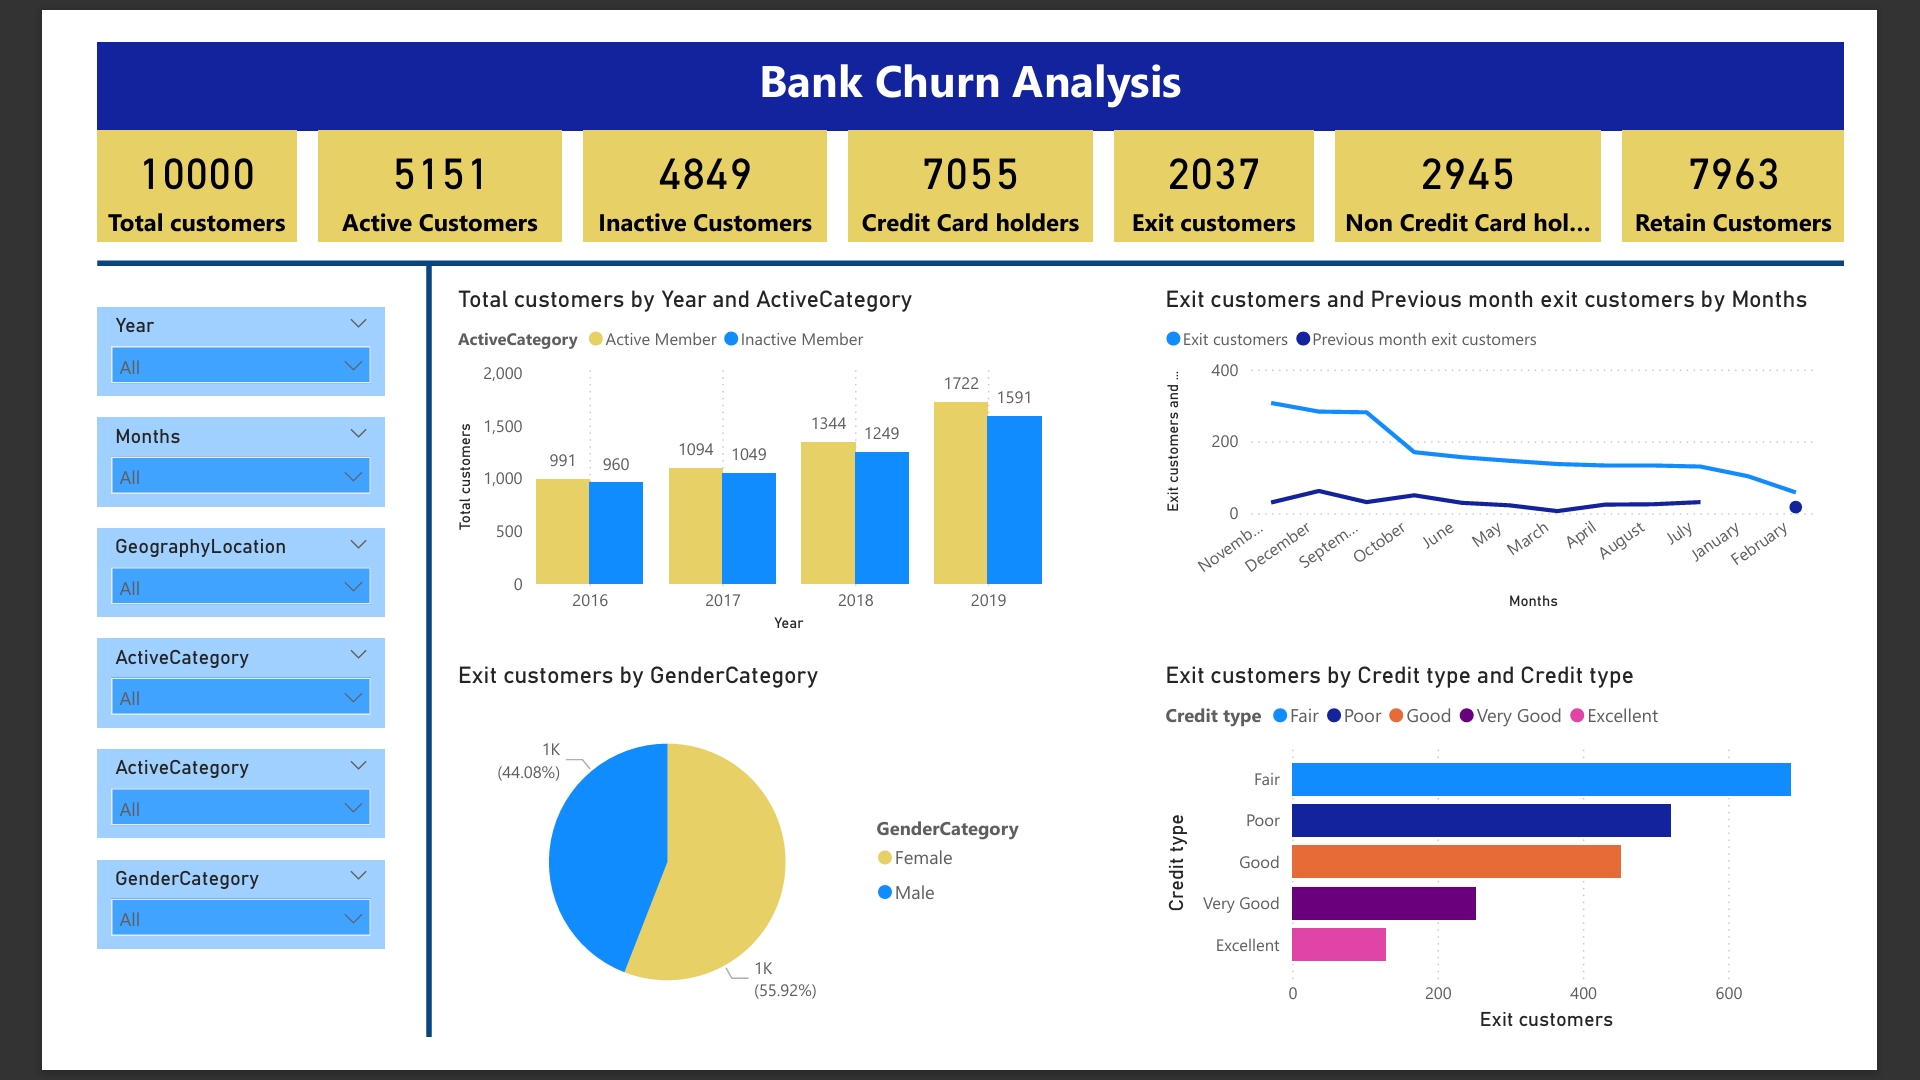 Bank Churn Analysis
10000
Total customers
5151
Active Customers
4849
Inactive Customers
7055
Credit Card holders
2037
Exit customers
2945
Non Credit Card hol...
7963
Retain Customers
Year
All
Months
All
GeographyLocation
All
ActiveCategory
All
ActiveCategory
All
GenderCategory
All
Total customers by Year and ActiveCategory
ActiveCategory Active Member Inactive Member
Total customers
2,000
1,500
1,000
500
0
991
960
1094
1049
1344
1249
1722
1591
2016 2017 2018 2019
Year
Exit customers and Previous month exit customers by Months
Exit customers Previous month exit customers
Exit customers and ...
400
200
0
Novemb... December Septem... October June May March April August July January February
Months
Exit customers by GenderCategory
1K
(44.08%)
1K
(55.92%)
GenderCategory
Female
Male
Exit customers by Credit type and Credit type
Credit type Fair Poor Good Very Good Excellent
Credit type
Fair
Poor
Good
Very Good
Excellent
0 200 400 600
Exit customers